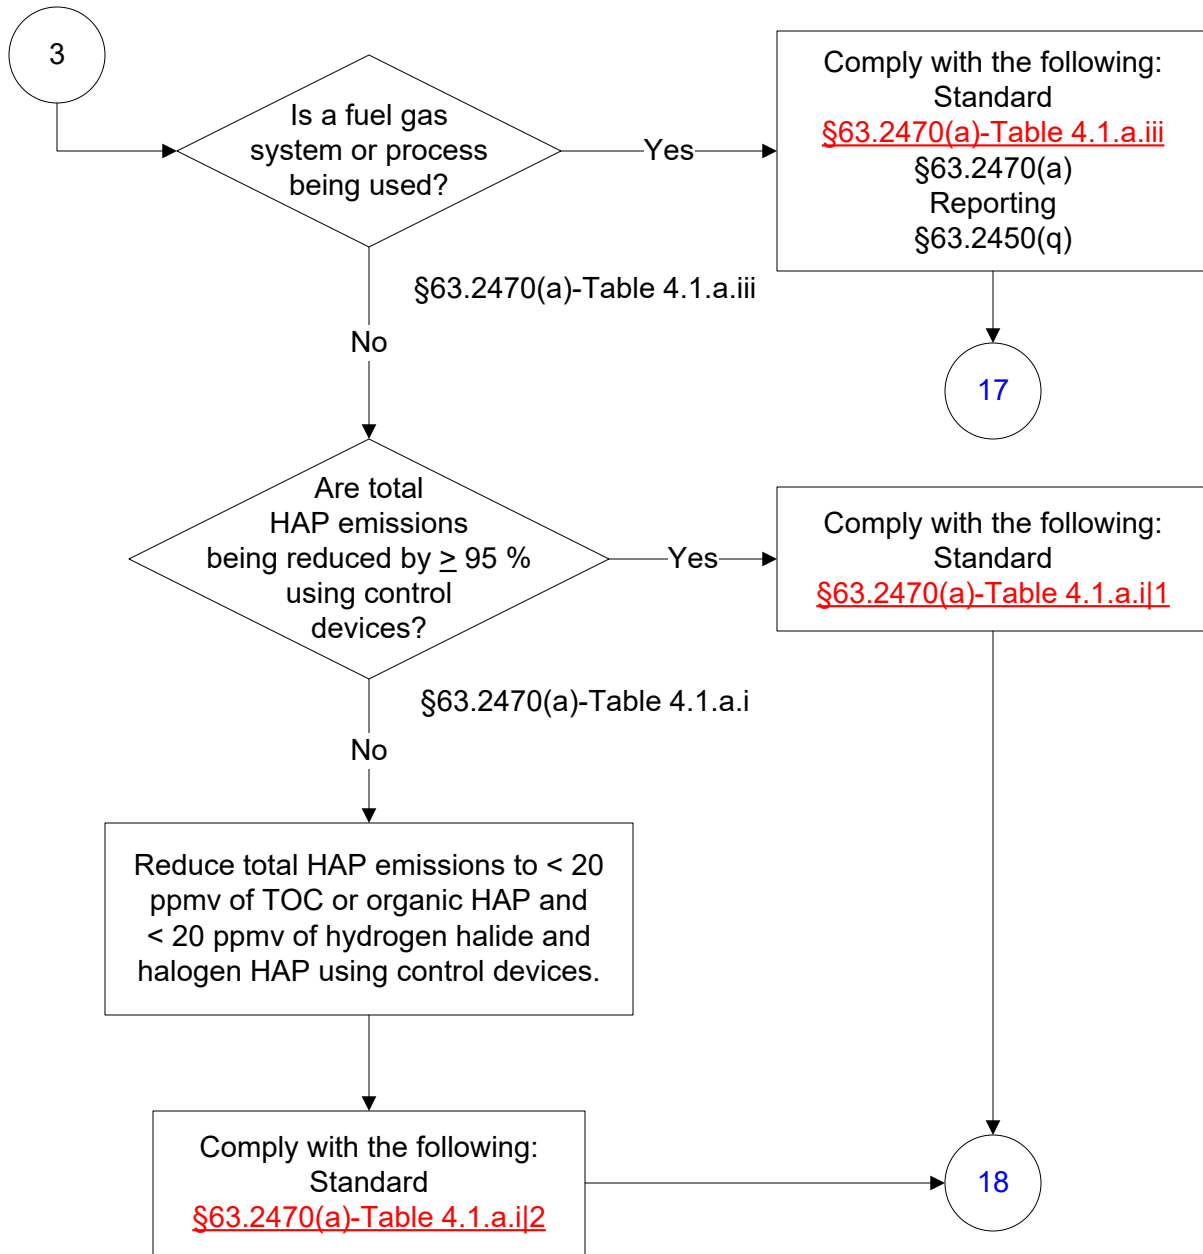 3
Is a fuel gas
system or process
being used?
Yes
Comply with the following:
Standard
§63.2470(a)-Table 4.1.a.iii
§63.2470(a)
Reporting
§63.2450(q)
§63.2470(a)-Table 4.1.a.iii
No
17
Are total
HAP emissions
being reduced by ≥ 95 %
using control
devices?
Yes
Comply with the following:
Standard
§63.2470(a)-Table 4.1.a.i|1
§63.2470(a)-Table 4.1.a.i
No
Reduce total HAP emissions to < 20
ppmv of TOC or organic HAP and
< 20 ppmv of hydrogen halide and
halogen HAP using control devices.
Comply with the following:
Standard
§63.2470(a)-Table 4.1.a.i|2
18